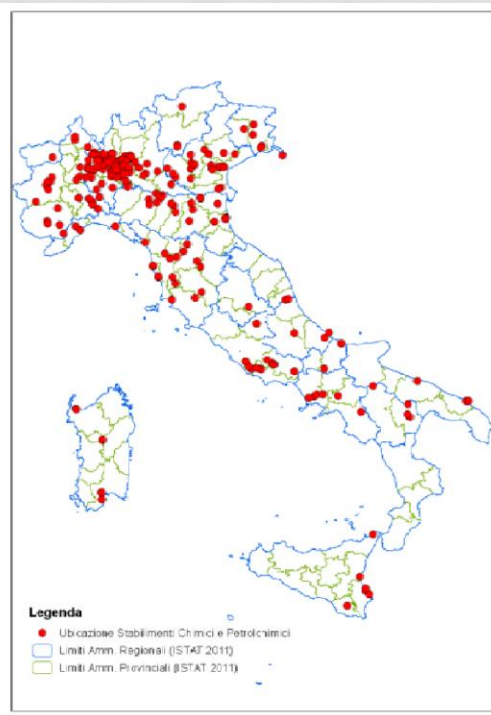 Legenda
Ubicazione Stabilimenti Chimici e Petrolchimici
Limiti Amm. Regionali (ISTAT 2011)
Limiti Amm. Provinciali (ISTAT 2011)